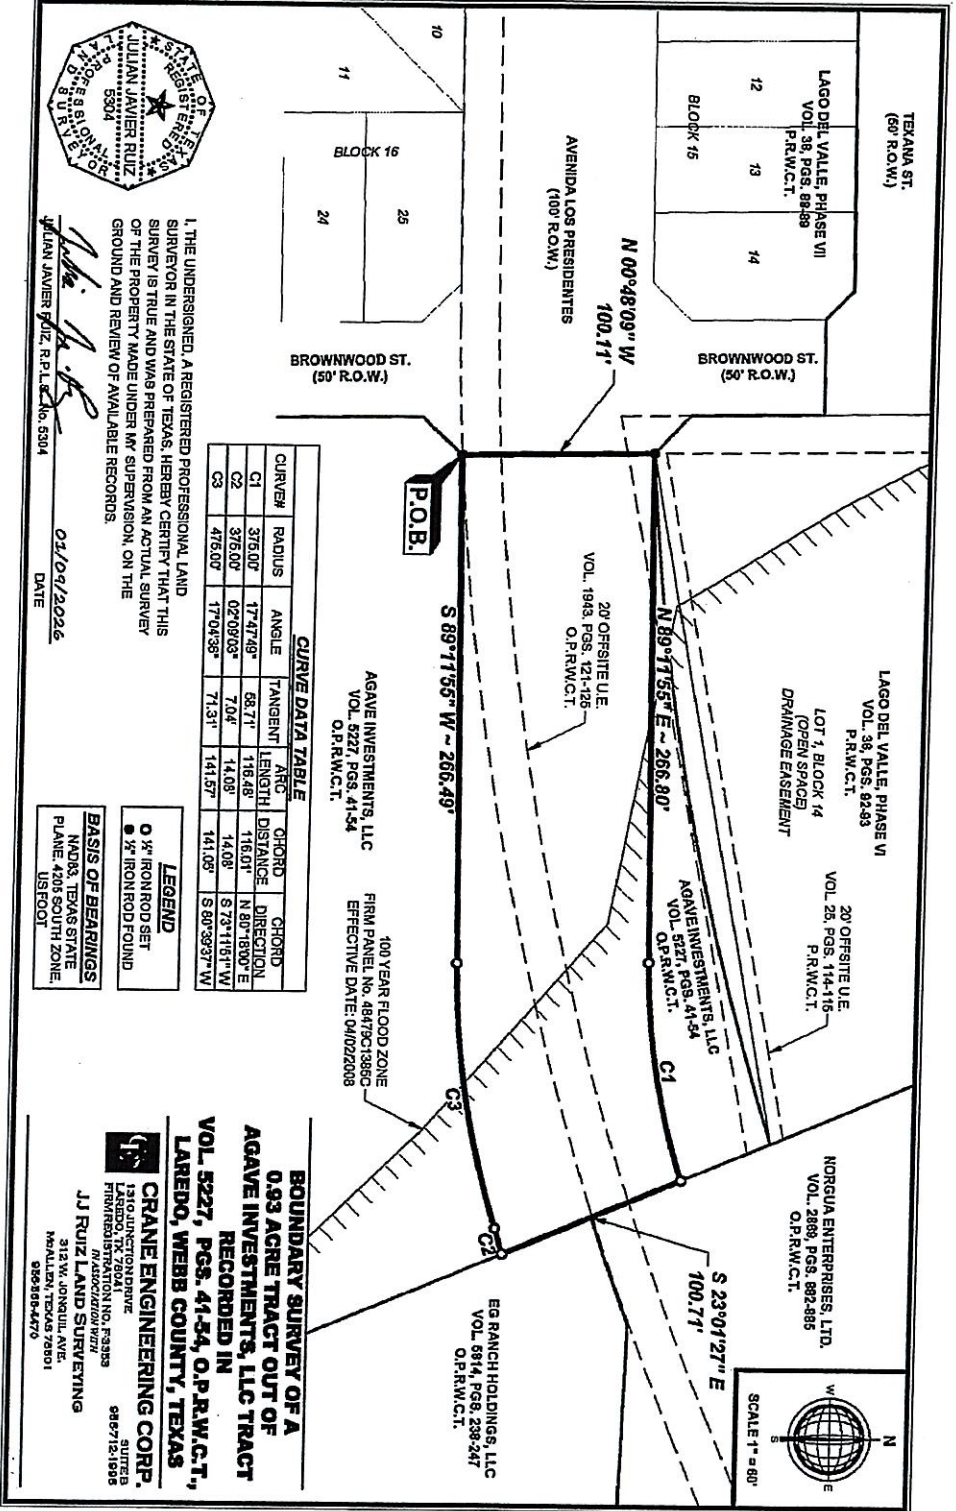 TEXANA ST.
(60' R.O.W.)
LAGO DEL VALLE, PHASE VII
VOL. 38, PGS. 88-89
P.R.W.C.T.
12
13
14
BLOCK 15
AVENIDA LOS PRESIDENTES
(100' R.O.W.)
N 00°48'09" W
100.11'
BROWNWOOD ST.
(50' R.O.W.)
BROWNWOOD ST.
(50' R.O.W.)
10
11
BLOCK 16
25
24
P.O.B.
LAGO DEL VALLE, PHASE VI
VOL. 38, PGS. 92-93
P.R.W.C.T.
LOT 1, BLOCK 14
(OPEN SPACE)
DRAINAGE EASEMENT
20' OFFSITE U.E.
VOL. 25, PGS. 114-115
P.R.W.C.T.
20' OFFSITE U.E.
VOL. 1943, PGS. 121-125
O.P.R.W.C.T.
N 89°11'55" E ~ 266.80'
AGAVE INVESTMENTS, LLC
VOL. 5227, PGS. 41-54
O.P.R.W.C.T.
C1
S 89°11'55" W ~ 266.49'
AGAVE INVESTMENTS, LLC
VOL. 5227, PGS. 41-54
O.P.R.W.C.T.
C3
C2
100 YEAR FLOOD ZONE
FIRM PANEL No. 48479C1385C
EFFECTIVE DATE: 04/02/2008
NORGUA ENTERPRISES, LTD.
VOL. 2869, PGS. 882-885
O.P.R.W.C.T.
S 23°01'27" E
100.71'
EG RANCH HOLDINGS, LLC
VOL. 5814, PGS. 238-247
O.P.R.W.C.T.
N
W
E
S
SCALE 1" = 60'
STATE OF TEXAS
REGISTERED
JULIAN JAVIER RUIZ
5304
PROFESSIONAL
LAND SURVEYOR
I, THE UNDERSIGNED, A REGISTERED PROFESSIONAL LAND
SURVEYOR IN THE STATE OF TEXAS, HEREBY CERTIFY THAT THIS
SURVEY IS TRUE AND WAS PREPARED FROM AN ACTUAL SURVEY
OF THE PROPERTY MADE UNDER MY SUPERVISION, ON THE
GROUND AND REVIEW OF AVAILABLE RECORDS.
01/09/2026
JULIAN JAVIER RUIZ, R.P.L.S. No. 5304
DATE
CURVE DATA TABLE
CURVE# RADIUS ANGLE TANGENT ARC LENGTH CHORD DISTANCE CHORD DIRECTION
C1 375.00' 17°47'49" 58.71' 116.48' 116.01' N 80°18'00" E
C2 375.00' 02°09'03" 7.04' 14.08' 14.08' S 73°11'51" W
C3 475.00' 17°04'36" 71.31' 141.57' 141.05' S 80°39'37" W
LEGEND
O ½" IRON ROD SET
● ½" IRON ROD FOUND
BASIS OF BEARINGS
NAD83, TEXAS STATE
PLANE, 4205 SOUTH ZONE,
US FOOT
BOUNDARY SURVEY OF A
0.93 ACRE TRACT OUT OF
AGAVE INVESTMENTS, LLC TRACT
RECORDED IN
VOL. 5227, PGS. 41-54, O.P.R.W.C.T.,
LAREDO, WEBB COUNTY, TEXAS
CRANE ENGINEERING CORP.
1310 JUNCTION DRIVE SUITE B
LAREDO, TX 78041 956-712-1996
FIRM REGISTRATION NO. F-3353
IN ASSOCIATION WITH
JJ RUIZ LAND SURVEYING
312 W. JONQUIL AVE.
McALLEN, TEXAS 78501